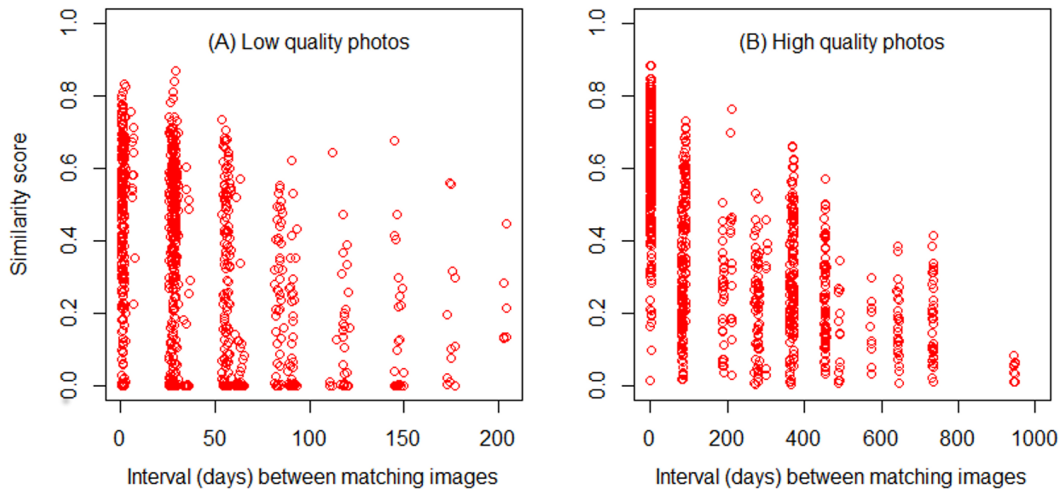 (A) Low quality photos
Similarity score
1.0
0.8
0.6
0.4
0.2
0.0
0 50 100 150 200
Interval (days) between matching images
(B) High quality photos
1.0
0.8
0.6
0.4
0.2
0.0
0 200 400 600 800 1000
Interval (days) between matching images